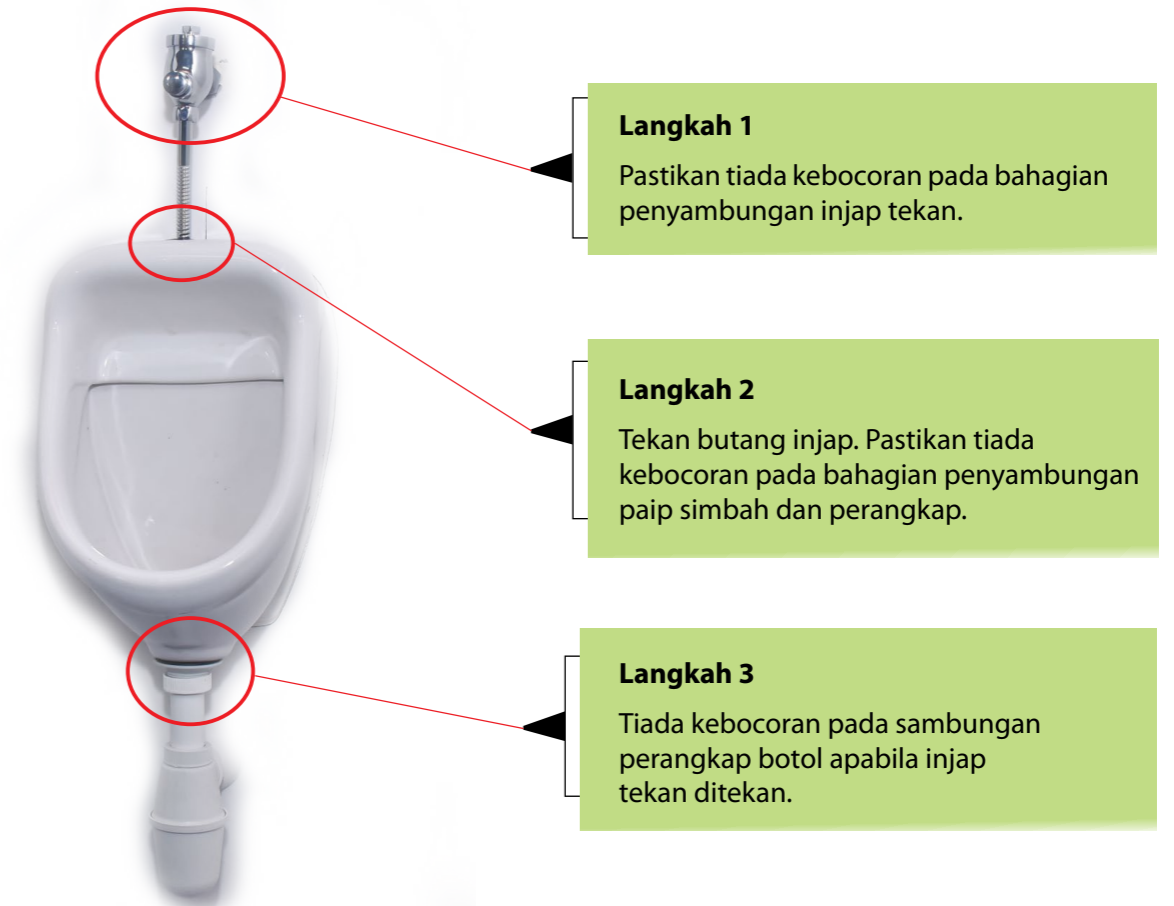 Langkah 1
Pastikan tiada kebocoran pada bahagian
penyambungan injap tekan.
Langkah 2
Tekan butang injap. Pastikan tiada
kebocoran pada bahagian penyambungan
paip simbah dan perangkap.
Langkah 3
Tiada kebocoran pada sambungan
perangkap botol apabila injap
tekan ditekan.